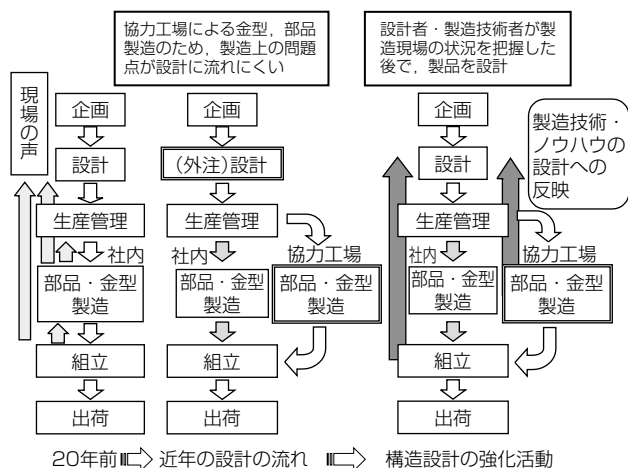 協力工場による金型，部品
製造のため，製造上の問題
点が設計に流れにくい
設計者・製造技術者が製
造現場の状況を把握した
後で，製品を設計
現場の声
企画
設計
生産管理
社内
部品・金型
製造
組立
出荷
企画
(外注)設計
生産管理
社内
協力工場
部品・金型
製造
部品・金型
製造
組立
出荷
企画
設計
製造技術・
ノウハウの
設計への
反映
生産管理
社内
協力工場
部品・金型
製造
部品・金型
製造
組立
出荷
20年前
近年の設計の流れ
構造設計の強化活動